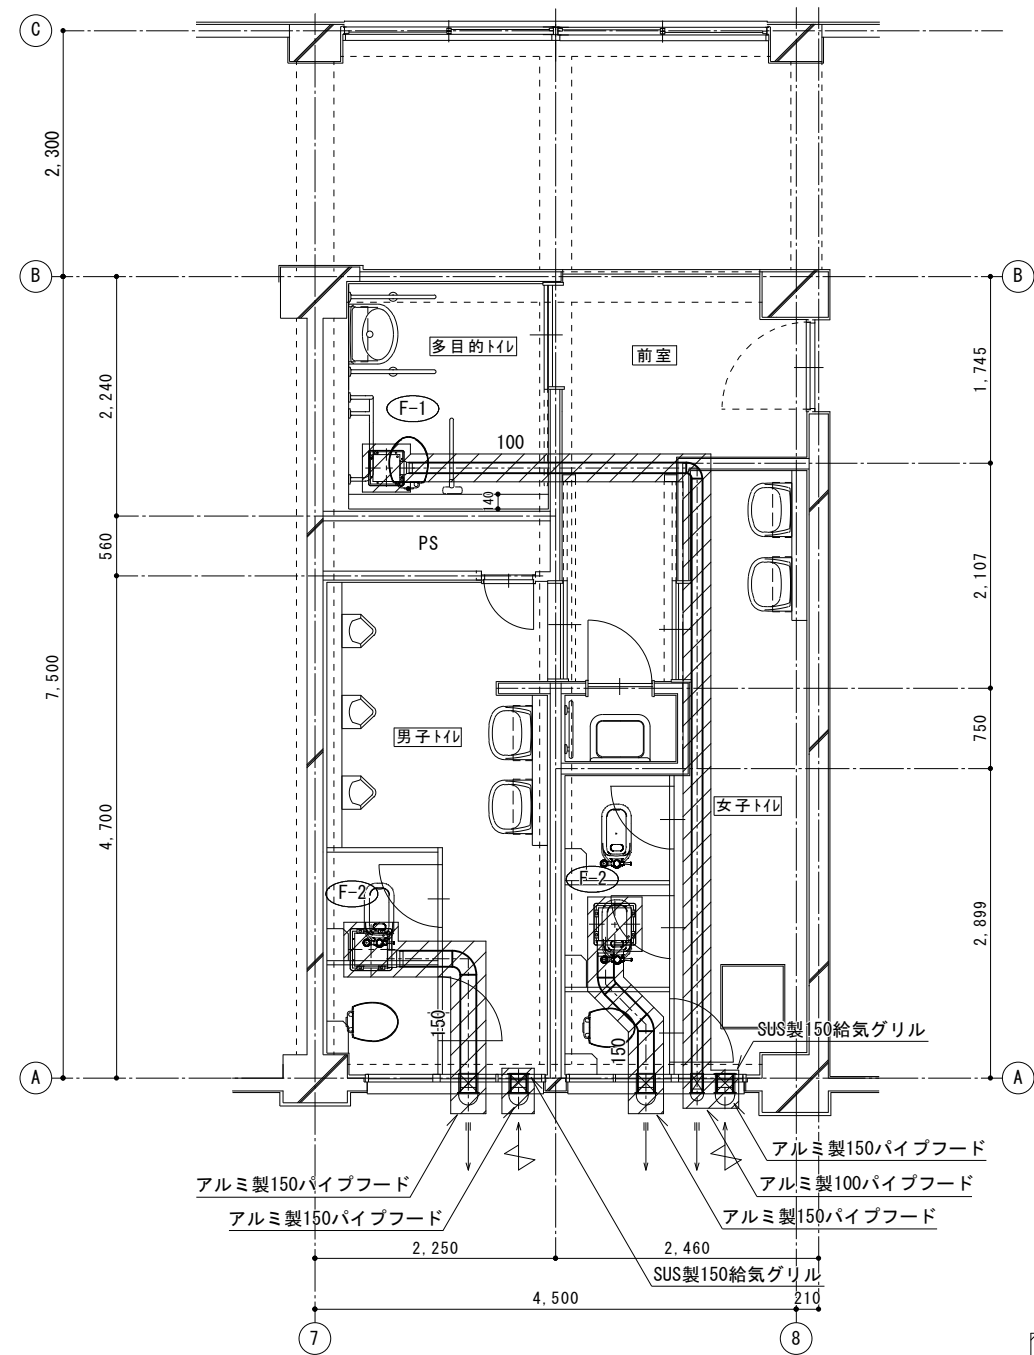 C
2,300
B
B
多目的ﾄｲﾚ
前室
1,745
2,240
F-1
100
140
PS
560
2,107
7,500
男子ﾄｲﾚ
750
女子ﾄｲﾚ
4,700
F-2
F-2
2,899
150
150
SUS製150給気グリル
A
A
アルミ製150パイプフード
アルミ製150パイプフード
アルミ製100パイプフード
アルミ製150パイプフード
アルミ製150パイプフード
2,250
2,460
SUS製150給気グリル
4,500
210
7
8